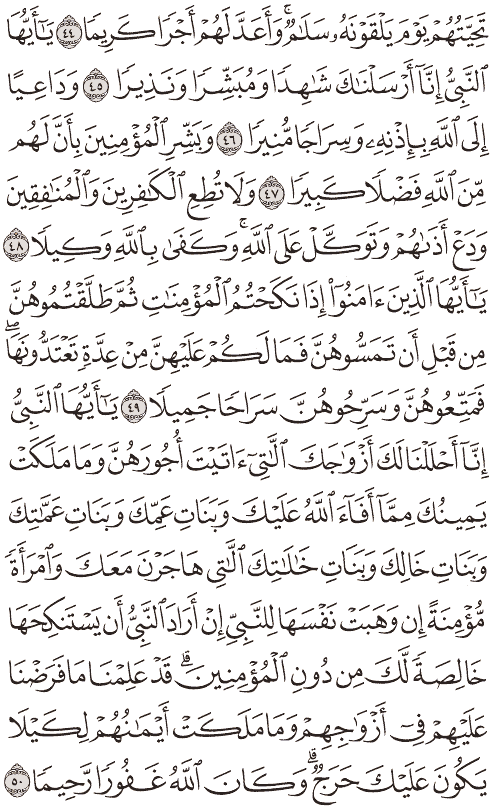 تَحِيَّتُهُمْ يَوْمَ يَلْقَوْنَهُۥ سَلَٰمٌۚ وَأَعَدَّ لَهُمْ أَجْرًا كَرِيمًا ٤٤ يَٰٓأَيُّهَا
ٱلنَّبِىُّ إِنَّآ أَرْسَلْنَٰكَ شَٰهِدًا وَمُبَشِّرًا وَنَذِيرًا ٤٥ وَدَاعِيًا
إِلَى ٱللَّهِ بِإِذْنِهِۦ وَسِرَاجًا مُّنِيرًا ٤٦ وَبَشِّرِ ٱلْمُؤْمِنِينَ بِأَنَّ لَهُم
مِّنَ ٱللَّهِ فَضْلًا كَبِيرًا ٤٧ وَلَا تُطِعِ ٱلْكَٰفِرِينَ وَٱلْمُنَٰفِقِينَ
وَدَعْ أَذَىٰهُمْ وَتَوَكَّلْ عَلَى ٱللَّهِۚ وَكَفَىٰ بِٱللَّهِ وَكِيلًا ٤٨
يَٰٓأَيُّهَا ٱلَّذِينَ ءَامَنُوٓا۟ إِذَا نَكَحْتُمُ ٱلْمُؤْمِنَٰتِ ثُمَّ طَلَّقْتُمُوهُنَّ
مِن قَبْلِ أَن تَمَسُّوهُنَّ فَمَا لَكُمْ عَلَيْهِنَّ مِنْ عِدَّةٍ تَعْتَدُّونَهَاۖ
فَمَتِّعُوهُنَّ وَسَرِّحُوهُنَّ سَرَاحًا جَمِيلًا ٤٩ يَٰٓأَيُّهَا ٱلنَّبِىُّ
إِنَّآ أَحْلَلْنَا لَكَ أَزْوَٰجَكَ ٱلَّٰتِىٓ ءَاتَيْتَ أُجُورَهُنَّ وَمَا مَلَكَتْ
يَمِينُكَ مِمَّآ أَفَآءَ ٱللَّهُ عَلَيْكَ وَبَنَاتِ عَمِّكَ وَبَنَاتِ عَمَّٰتِكَ
وَبَنَاتِ خَالِكَ وَبَنَاتِ خَٰلَٰتِكَ ٱلَّٰتِى هَاجَرْنَ مَعَكَ وَٱمْرَأَةً
مُّؤْمِنَةً إِن وَهَبَتْ نَفْسَهَا لِلنَّبِىِّ إِنْ أَرَادَ ٱلنَّبِىُّ أَن يَسْتَنكِحَهَا
خَالِصَةً لَّكَ مِن دُونِ ٱلْمُؤْمِنِينَۗ قَدْ عَلِمْنَا مَا فَرَضْنَا
عَلَيْهِمْ فِىٓ أَزْوَٰجِهِمْ وَمَا مَلَكَتْ أَيْمَٰنُهُمْ لِكَيْلَا
يَكُونَ عَلَيْكَ حَرَجٌۗ وَكَانَ ٱللَّهُ غَفُورًا رَّحِيمًا ٥٠